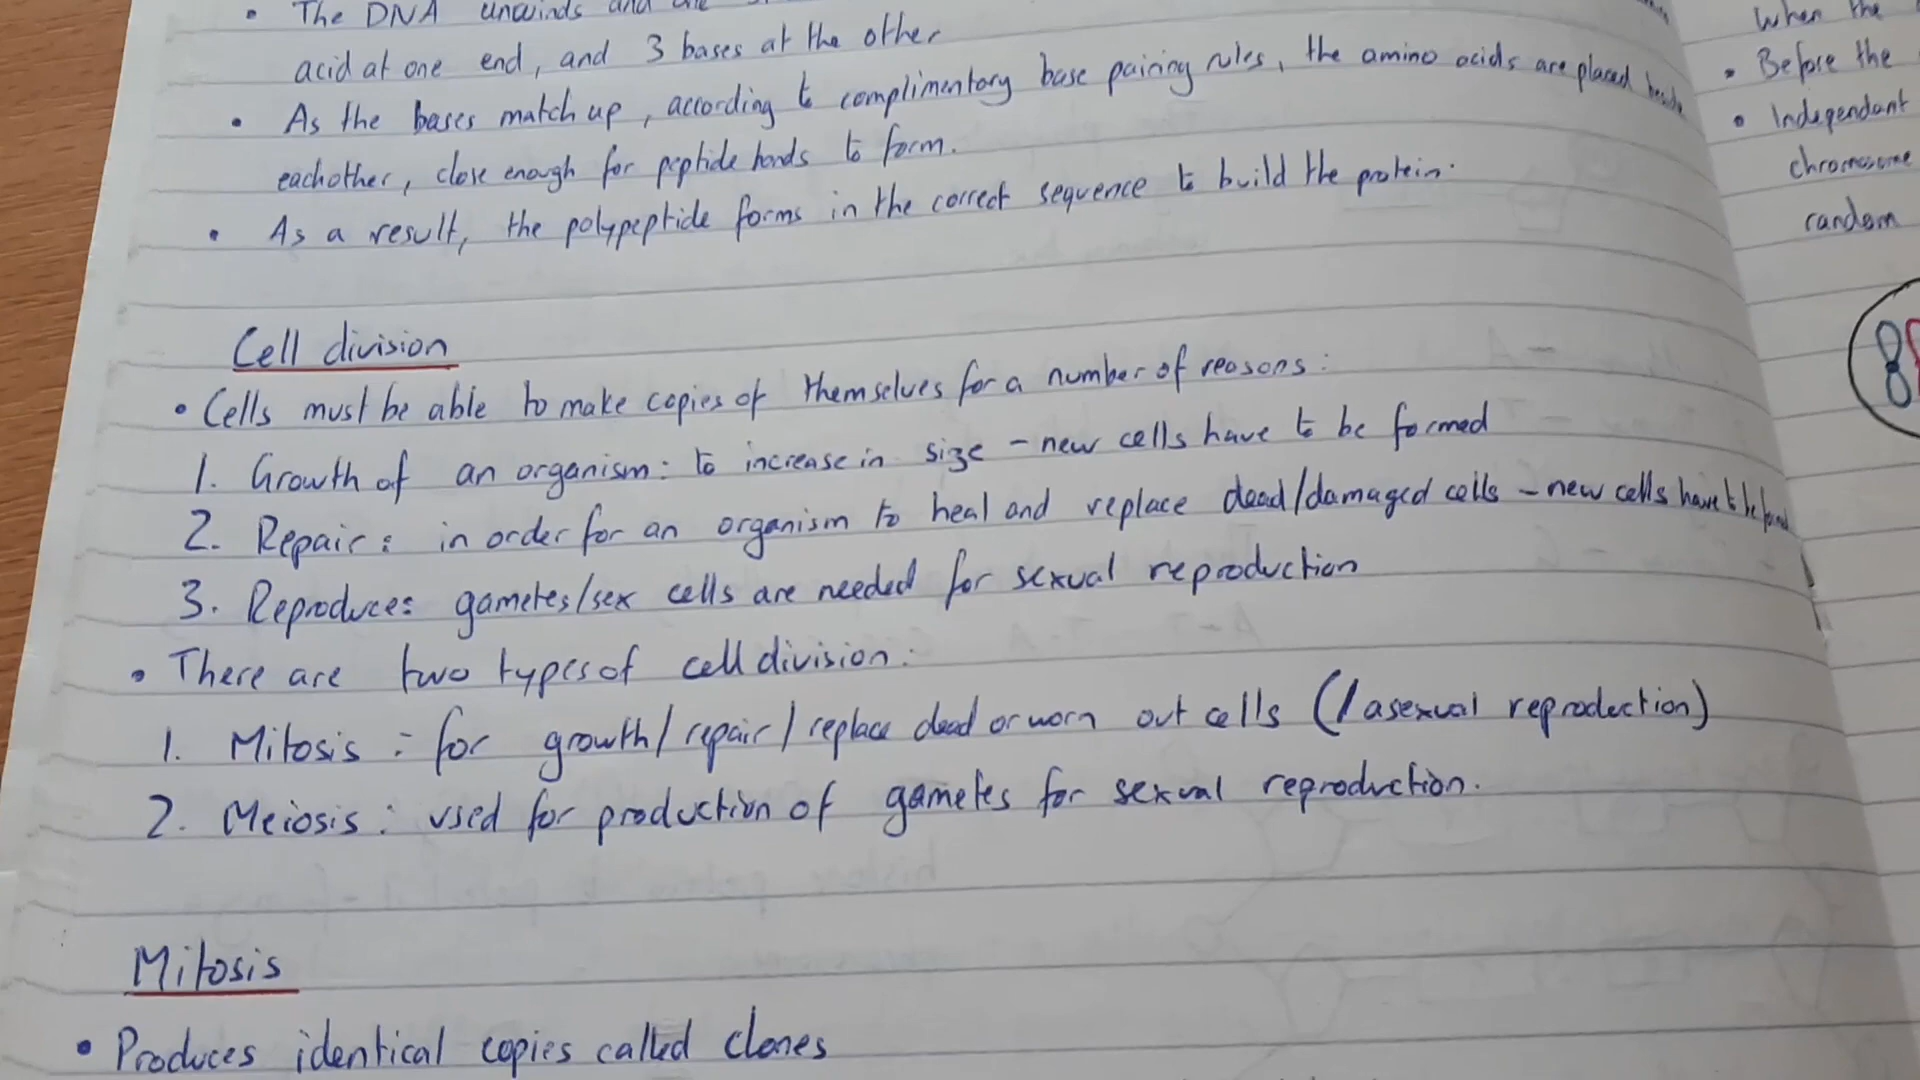 • The DNA unwinds and
acid at one end, and 3 bases at the other
• As the bases match up, according to complimentary base pairing rules, the amino acids are placed
eachother, close enough for peptide bonds to form.
• As a result, the polypeptide forms in the correct sequence to build the protein.
Cell division
• Cells must be able to make copies of themselves for a number of reasons:
1. Growth of an organism: to increase in size - new cells have to be formed
2. Repair: in order for an organism to heal and replace dead/damaged cells - new cells have to be
3. Reproduce: gametes/sex cells are needed for sexual reproduction
• There are two types of cell division:
1. Mitosis: for growth/repair/replace dead or worn out cells (/asexual reproduction)
2. Meiosis: used for production of gametes for sexual reproduction.
Mitosis
• Produces identical copies called clones
When the
• Before the
• Independant
chromosome
random